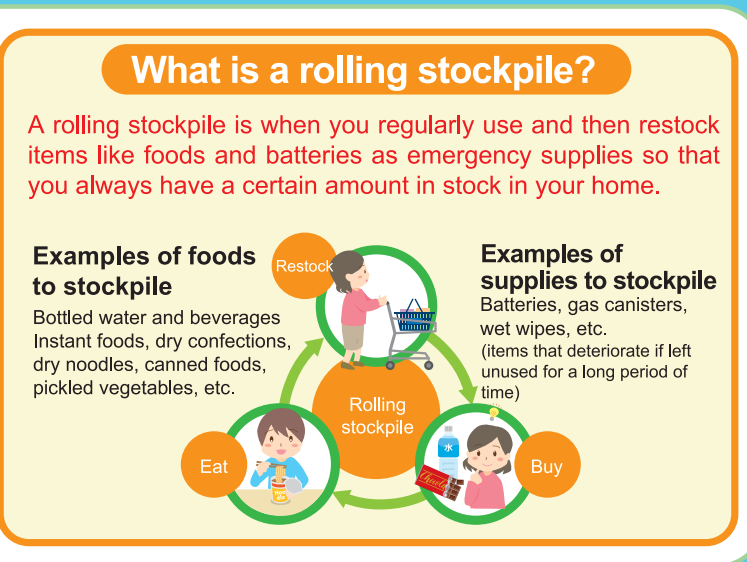 What is a rolling stockpile?
A rolling stockpile is when you regularly use and then restock
items like foods and batteries as emergency supplies so that
you always have a certain amount in stock in your home.
Examples of foods
to stockpile
Bottled water and beverages
Instant foods, dry confections,
dry noodles, canned foods,
pickled vegetables, etc.
Restock
Examples of
supplies to stockpile
Batteries, gas canisters,
wet wipes, etc.
(items that deteriorate if left
unused for a long period of
time)
Rolling
stockpile
Eat
水
Chocola
Buy